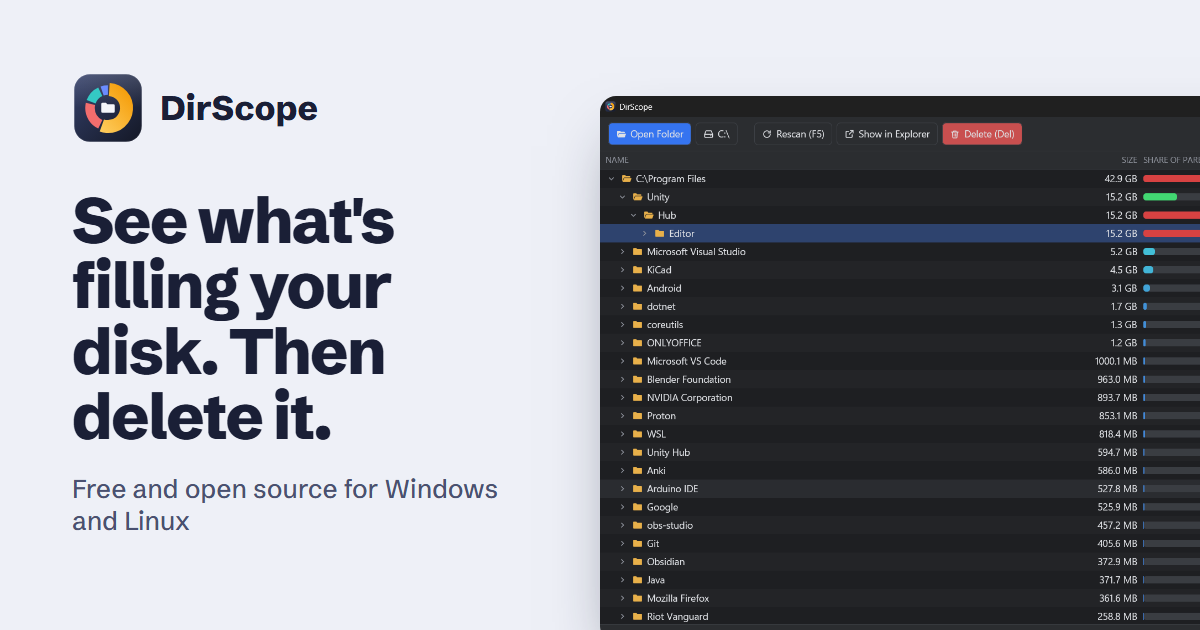 DirScope
See what's
filling your
disk. Then
delete it.
Free and open source for Windows
and Linux
DirScope
Open Folder C:\ Rescan (F5) Show in Explorer Delete (Del)
NAME SIZE SHARE OF PAR
C:\Program Files 42.9 GB
Unity 15.2 GB
Hub 15.2 GB
Editor 15.2 GB
Microsoft Visual Studio 5.2 GB
KiCad 4.5 GB
Android 3.1 GB
dotnet 1.7 GB
coreutils 1.3 GB
ONLYOFFICE 1.2 GB
Microsoft VS Code 1000.1 MB
Blender Foundation 963.0 MB
NVIDIA Corporation 893.7 MB
Proton 853.1 MB
WSL 818.4 MB
Unity Hub 594.7 MB
Anki 586.0 MB
Arduino IDE 527.8 MB
Google 525.9 MB
obs-studio 457.2 MB
Git 405.6 MB
Obsidian 372.9 MB
Java 371.7 MB
Mozilla Firefox 361.6 MB
Riot Vanguard 258.8 MB